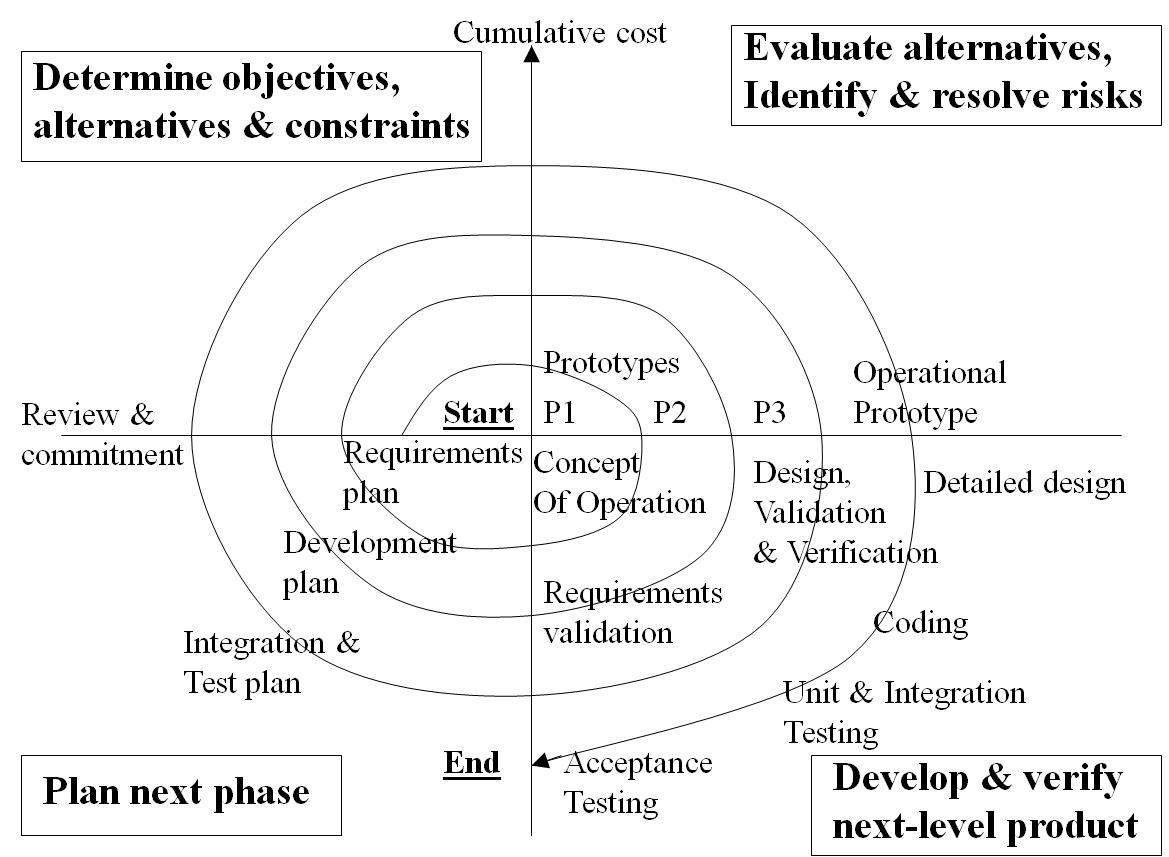 Cumulative cost
Determine objectives,
alternatives & constraints
Evaluate alternatives,
Identify & resolve risks
Prototypes
Operational
Prototype
Review &
commitment
Start
P1
P2
P3
Requirements
plan
Concept
Of Operation
Design,
Validation
& Verification
Detailed design
Development
plan
Requirements
validation
Coding
Integration &
Test plan
Unit & Integration
Testing
End
Acceptance
Testing
Plan next phase
Develop & verify
next-level product